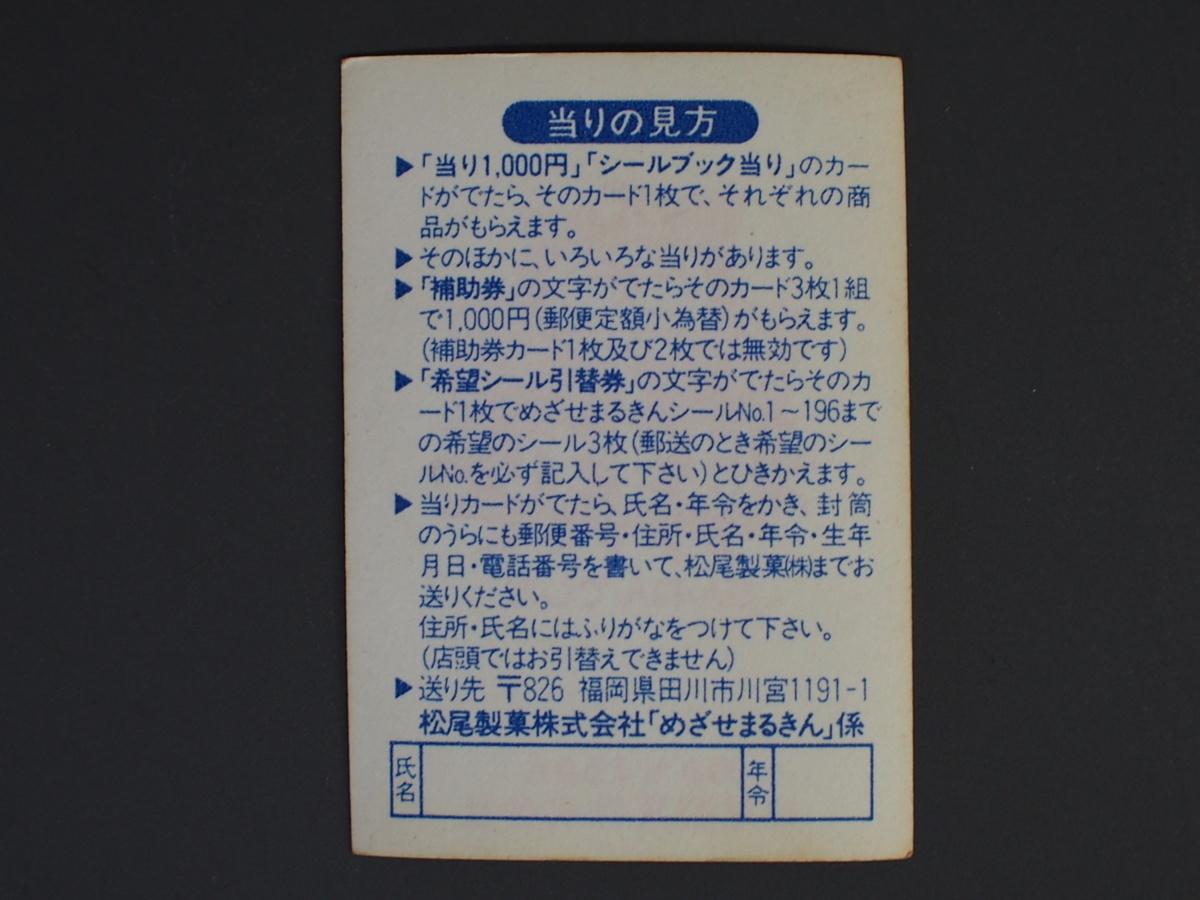 当りの見方
▶「当り1,000円」「シールブック当り」のカー
ドがでたら、そのカード1枚で、それぞれの商
品がもらえます。
▶そのほかに、いろいろな当りがあります。
▶「補助券」の文字がでたらそのカード3枚1組
で1,000円(郵便定額小為替)がもらえます。
(補助券カード1枚及び2枚では無効です)
▶「希望シール引替券」の文字がでたらそのカ
ード1枚でめざせまるきんシールNo.1～196まで
の希望のシール3枚(郵送のとき希望のシー
ルNo.を必ず記入して下さい)とひきかえます。
▶当りカードがでたら、氏名・年令をかき、封筒
のうらにも郵便番号・住所・氏名・年令・生年
月日・電話番号を書いて、松尾製菓㈱までお
送りください。
住所・氏名にはふりがなをつけて下さい。
(店頭ではお引替えできません)
▶送り先 〒826 福岡県田川市川宮1191-1
松尾製菓株式会社「めざせまるきん」係
氏名
年令